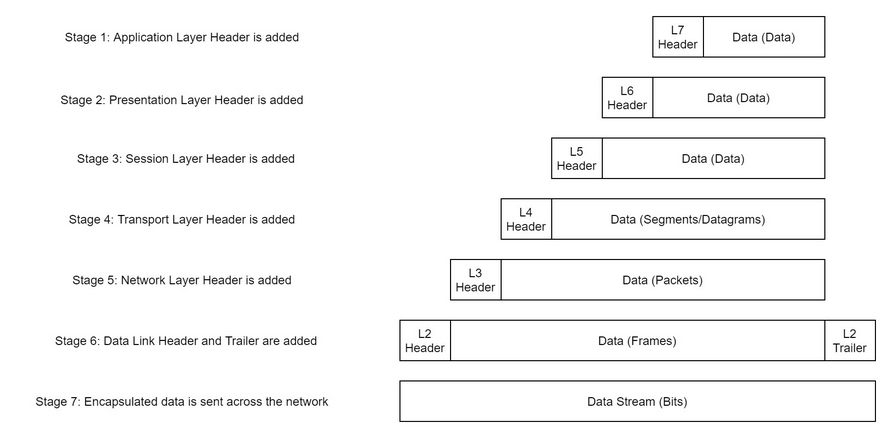 Stage 1: Application Layer Header is added
L7
Header
Data (Data)
Stage 2: Presentation Layer Header is added
L6
Header
Data (Data)
Stage 3: Session Layer Header is added
L5
Header
Data (Data)
Stage 4: Transport Layer Header is added
L4
Header
Data (Segments/Datagrams)
Stage 5: Network Layer Header is added
L3
Header
Data (Packets)
Stage 6: Data Link Header and Trailer are added
L2
Header
Data (Frames)
L2
Trailer
Stage 7: Encapsulated data is sent across the network
Data Stream (Bits)